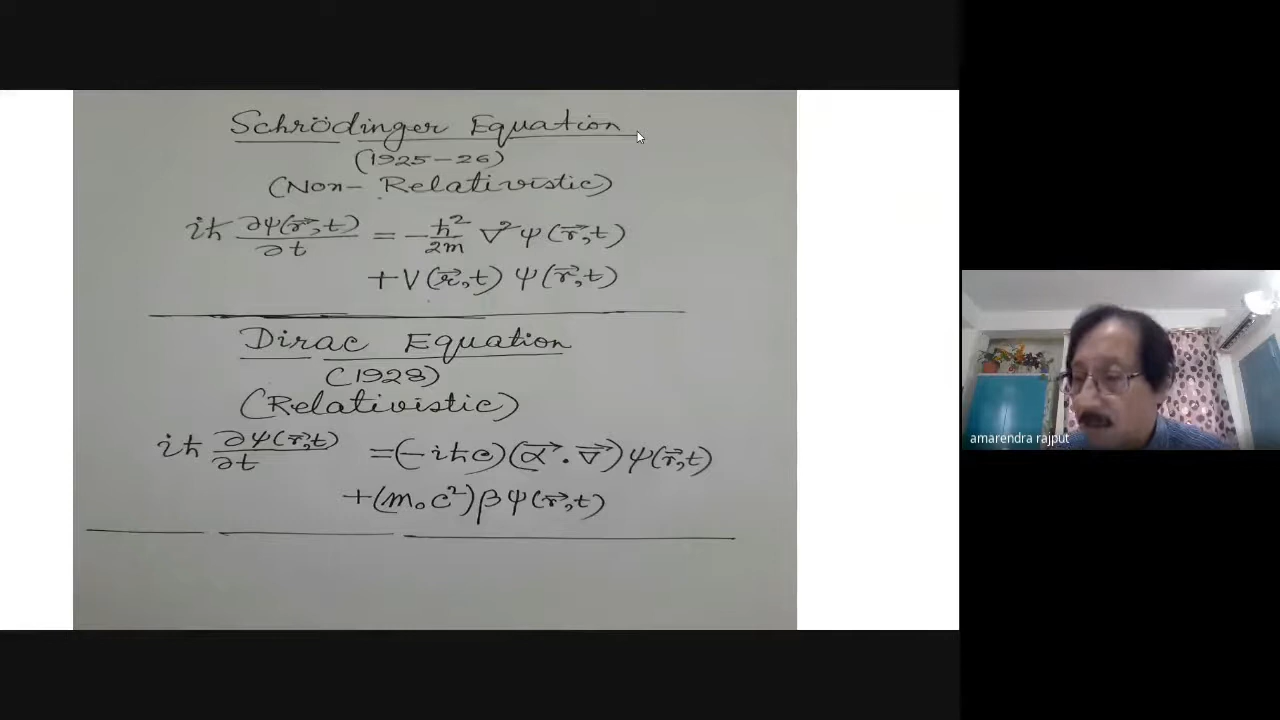 Schrödinger Equation
(1925-26)
(Non-Relativistic)
iħ ∂ψ(r⃗,t)/∂t = -ħ²/2m ∇²ψ(r⃗,t)
+V(r⃗,t) ψ(r⃗,t)
Dirac Equation
(1928)
(Relativistic)
iħ ∂ψ(r⃗,t)/∂t =(-iħc)(α⃗.∇⃗)ψ(r⃗,t)
+(m₀c²)βψ(r⃗,t)
amarendra rajput